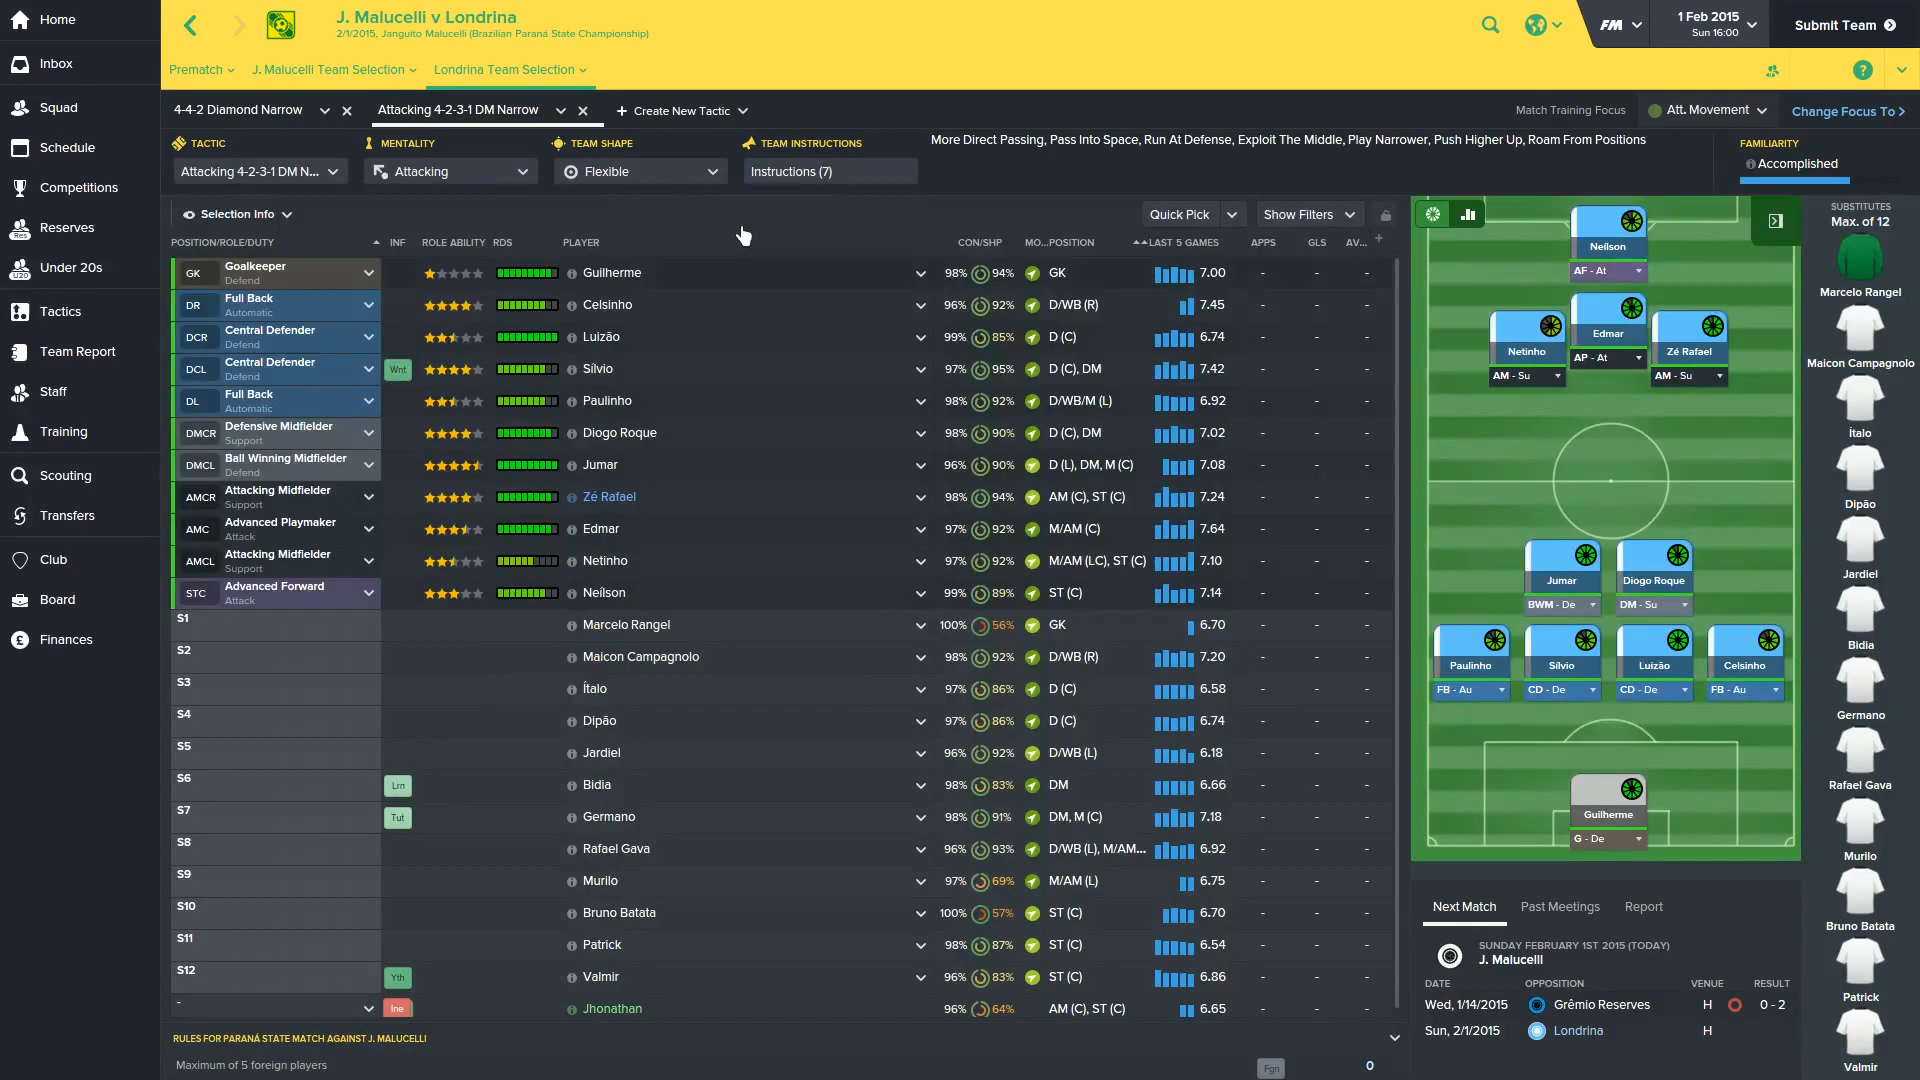 Home
Inbox
Squad
Schedule
Competitions
Res
Reserves
U20
Under 20s
Tactics
Team Report
Staff
Training
Scouting
Transfers
Club
Board
Finances
J. Malucelli v Londrina
2/1/2015, Janguito Malucelli (Brazilian Paraná State Championship)
FM
1 Feb 2015
Sun 16:00
Submit Team
Prematch
J. Malucelli Team Selection
Londrina Team Selection
4-4-2 Diamond Narrow
Attacking 4-2-3-1 DM Narrow
+ Create New Tactic
Match Training Focus
Att. Movement
Change Focus To >
TACTIC
Attacking 4-2-3-1 DM N...
MENTALITY
Attacking
TEAM SHAPE
Flexible
TEAM INSTRUCTIONS
Instructions (7)
More Direct Passing, Pass Into Space, Run At Defense, Exploit The Middle, Play Narrower, Push Higher Up, Roam From Positions
FAMILIARITY
Accomplished
Selection Info
Quick Pick
Show Filters
POSITION/ROLE/DUTY INF ROLE ABILITY RDS PLAYER CON/SHP MO... POSITION LAST 5 GAMES APPS GLS AV... +
GK Goalkeeper Defend Guilherme 98% 94% GK 7.00 - - -
DR Full Back Automatic Celsinho 96% 92% D/WB (R) 7.45 - - -
DCR Central Defender Defend Luizão 99% 85% D (C) 6.74 - - -
DCL Central Defender Defend Wnt Sílvio 97% 95% D (C), DM 7.42 - - -
DL Full Back Automatic Paulinho 98% 92% D/WB/M (L) 6.92 - - -
DMCR Defensive Midfielder Support Diogo Roque 98% 90% D (C), DM 7.02 - - -
DMCL Ball Winning Midfielder Defend Jumar 96% 90% D (L), DM, M (C) 7.08 - - -
AMCR Attacking Midfielder Support Zé Rafael 98% 94% AM (C), ST (C) 7.24 - - -
AMC Advanced Playmaker Attack Edmar 97% 92% M/AM (C) 7.64 - - -
AMCL Attacking Midfielder Support Netinho 97% 92% M/AM (LC), ST (C) 7.10 - - -
STC Advanced Forward Attack Neílson 99% 89% ST (C) 7.14 - - -
S1 Marcelo Rangel 100% 56% GK 6.70 - - -
S2 Maicon Campagnolo 98% 92% D/WB (R) 7.20 - - -
S3 Ítalo 97% 86% D (C) 6.58 - - -
S4 Dipão 97% 86% D (C) 6.74 - - -
S5 Jardiel 96% 92% D/WB (L) 6.18 - - -
S6 Lrn Bidia 98% 83% DM 6.66 - - -
S7 Tut Germano 98% 91% DM, M (C) 7.18 - - -
S8 Rafael Gava 96% 93% D/WB (L), M/AM... 6.92 - - -
S9 Murilo 97% 69% M/AM (L) 6.75 - - -
S10 Bruno Batata 100% 57% ST (C) 6.70 - - -
S11 Patrick 98% 87% ST (C) 6.54 - - -
S12 Yth Valmir 96% 83% ST (C) 6.86 - - -
- Ine Jhonathan 96% 64% AM (C), ST (C) 6.65 - - -
RULES FOR PARANÁ STATE MATCH AGAINST J. MALUCELLI
Maximum of 5 foreign players Fgn 0
Neílson
AF - At
Netinho
AM - Su
Edmar
AP - At
Zé Rafael
AM - Su
Jumar
BWM - De
Diogo Roque
DM - Su
Paulinho
FB - Au
Sílvio
CD - De
Luizão
CD - De
Celsinho
FB - Au
Guilherme
G - De
SUBSTITUTES
Max. of 12
Marcelo Rangel
Maicon Campagnolo
Ítalo
Dipão
Jardiel
Bidia
Germano
Rafael Gava
Murilo
Bruno Batata
Patrick
Valmir
Next Match Past Meetings Report
SUNDAY FEBRUARY 1ST 2015 (TODAY)
J. Malucelli
DATE OPPOSITION VENUE RESULT
Wed, 1/14/2015 Grêmio Reserves H 0 - 2
Sun, 2/1/2015 Londrina H